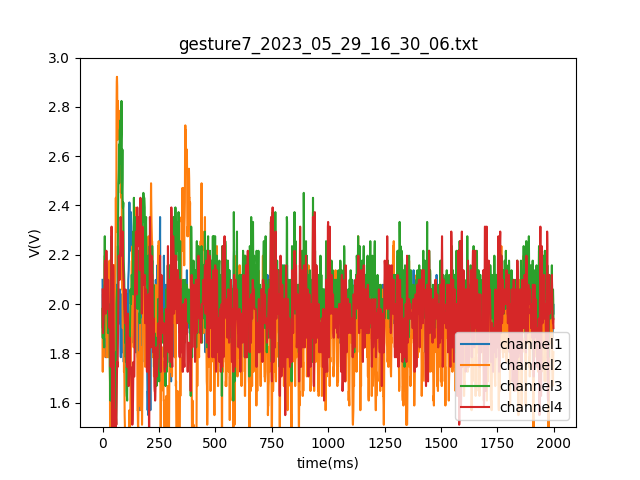 gesture7_2023_05_29_16_30_06.txt
3.0
2.8
2.6
2.4
2.2
2.0
1.8
1.6
V(V)
channel1
channel2
channel3
channel4
0 250 500 750 1000 1250 1500 1750 2000
time(ms)